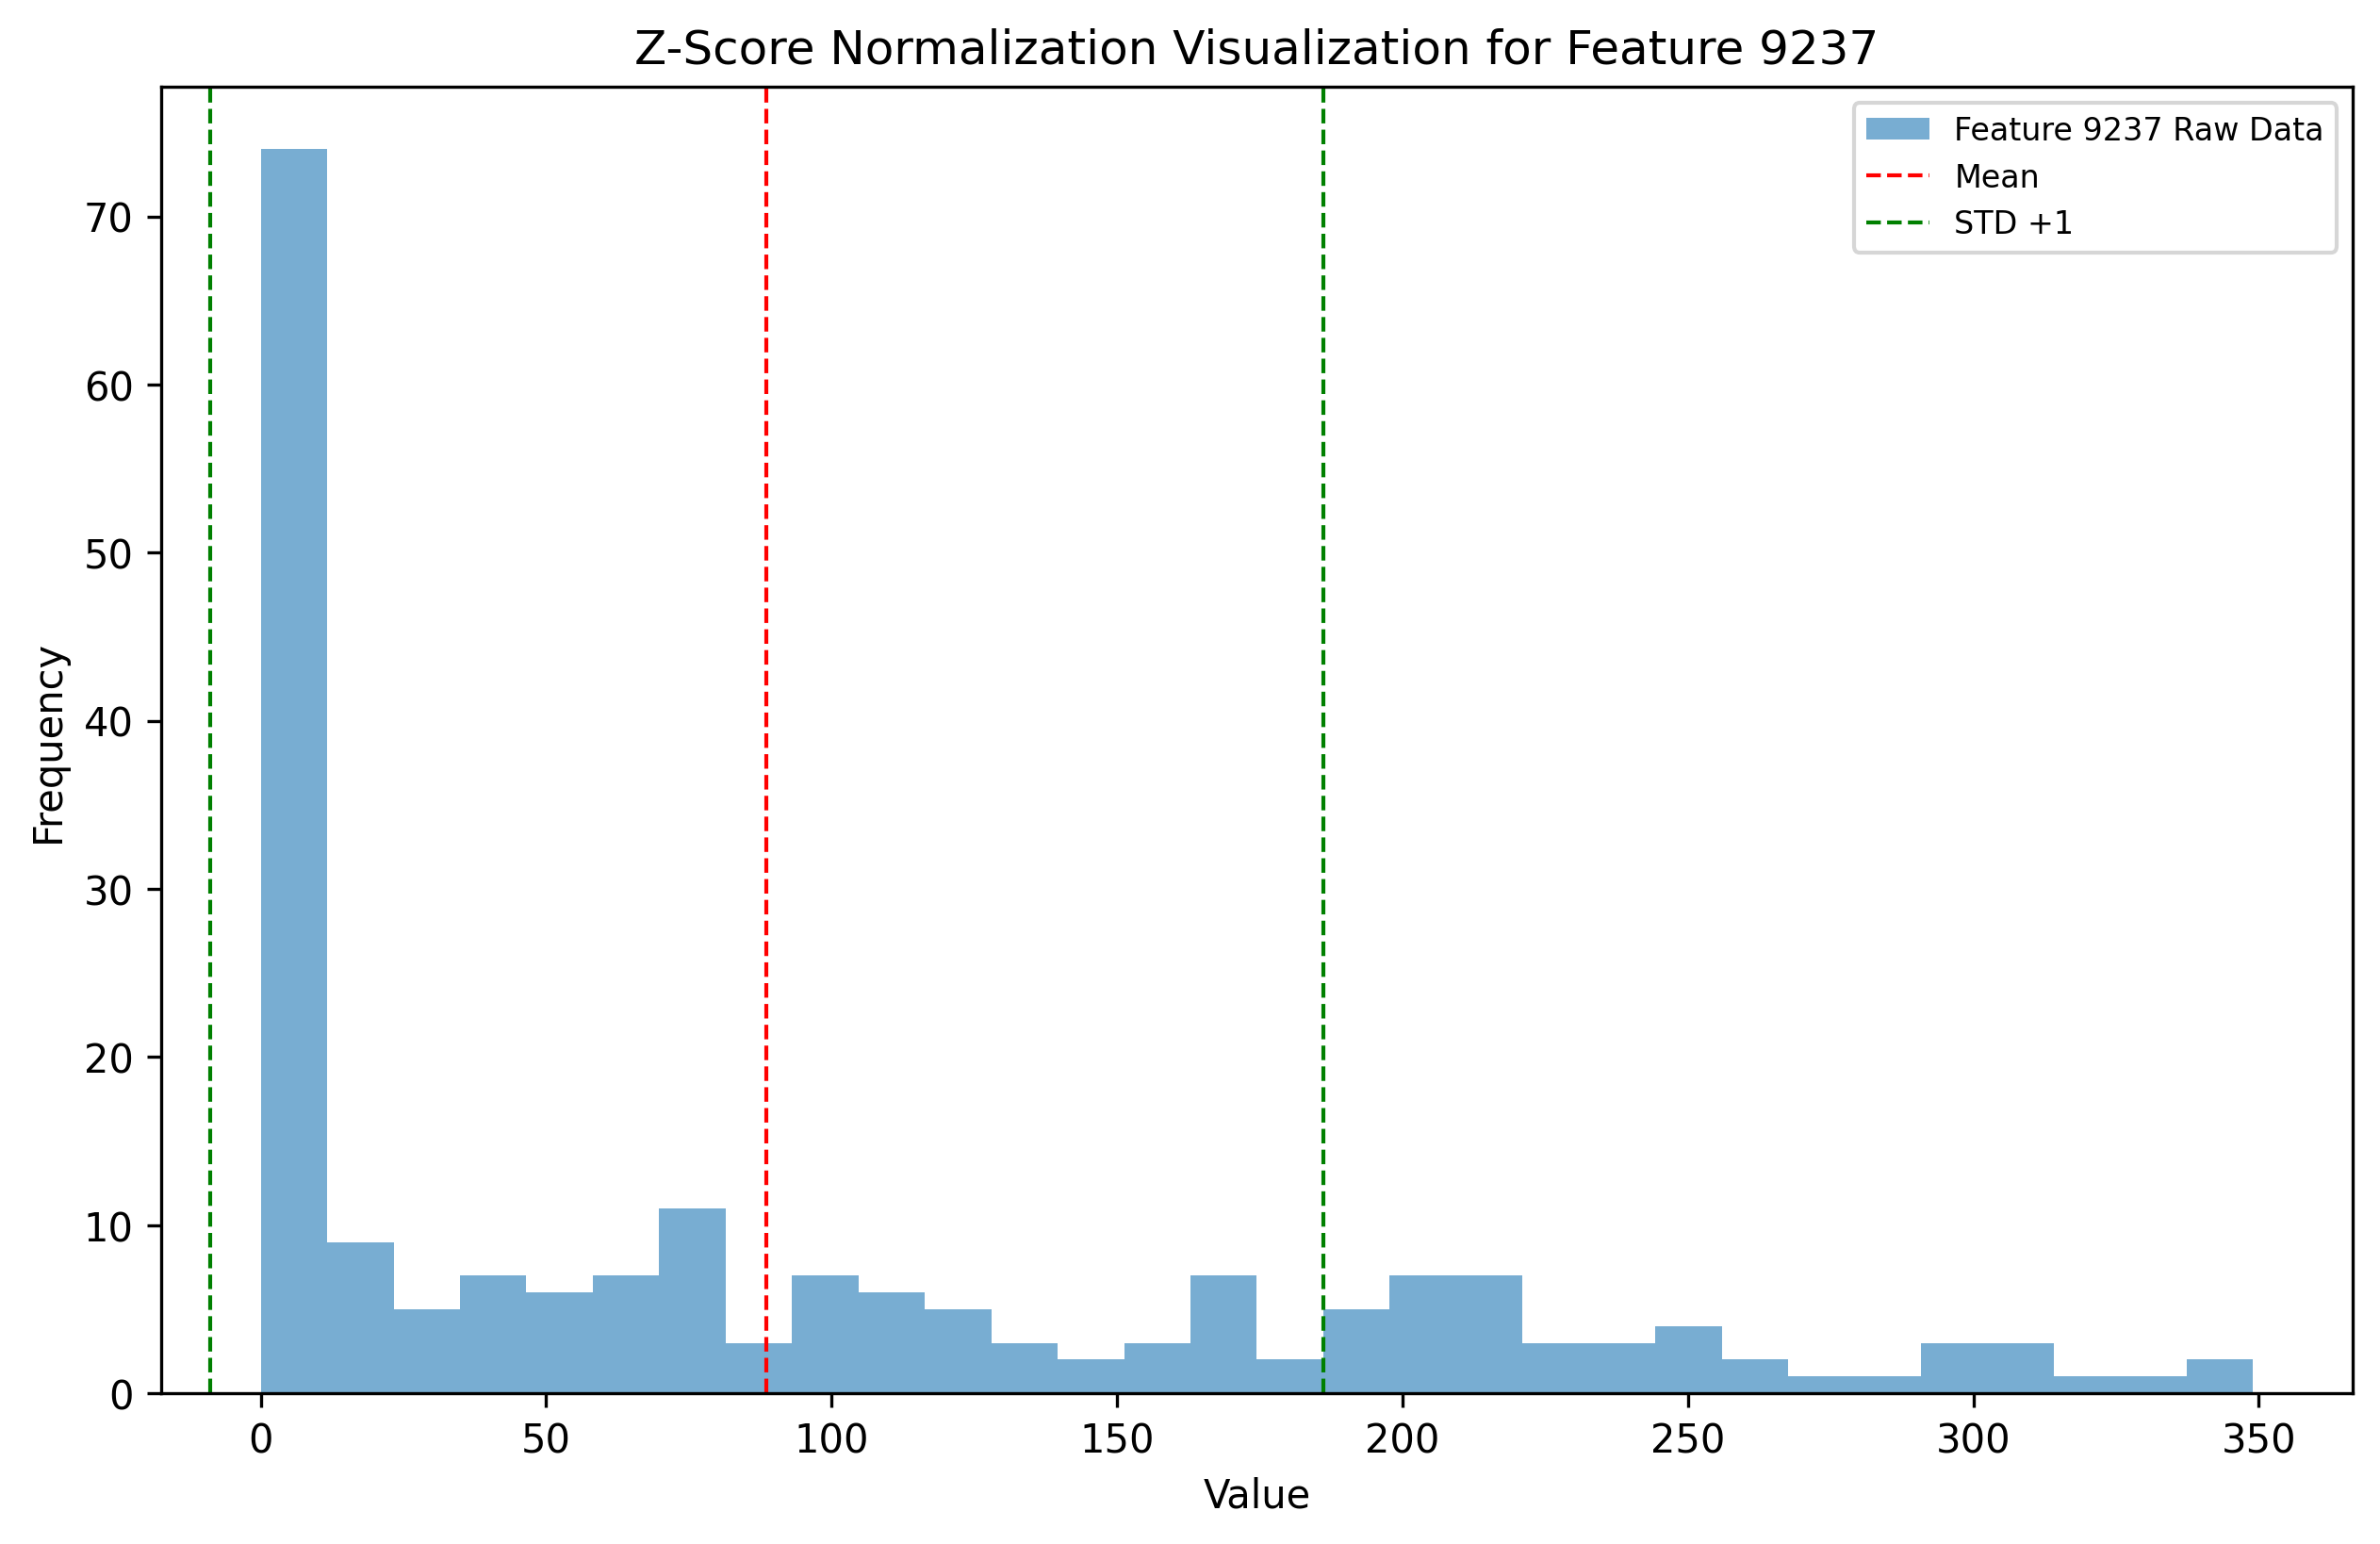 Z-Score Normalization Visualization for Feature 9237
Feature 9237 Raw Data
Mean
STD +1
70
60
50
40
30
20
10
0
Frequency
0 50 100 150 200 250 300 350
Value